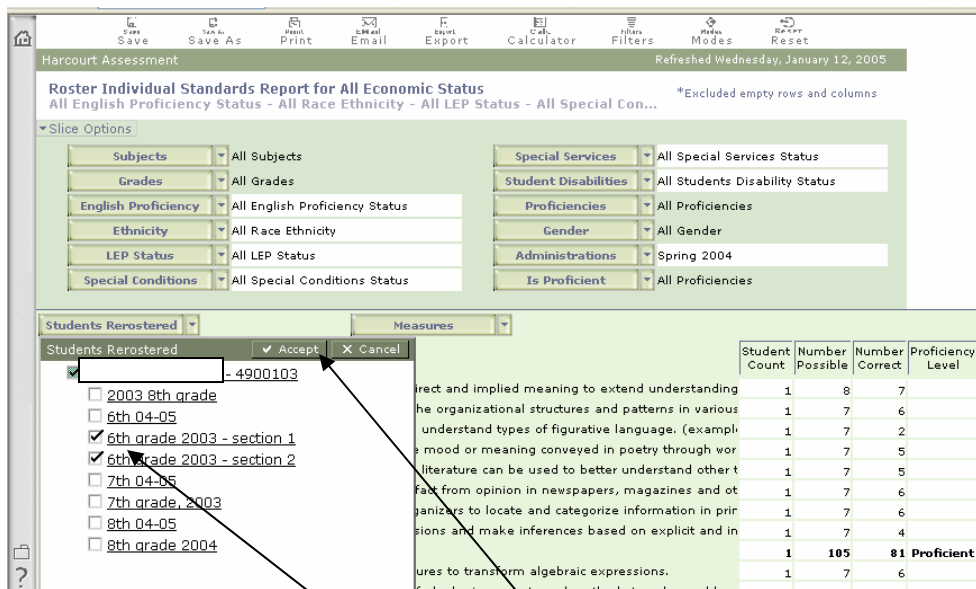 Save Save As Print Email Export Calculator Filters Modes Reset
Harcourt Assessment Refreshed Wednesday, January 12, 2005
Roster Individual Standards Report for All Economic Status
All English Proficiency Status - All Race Ethnicity - All LEP Status - All Special Con...
*Excluded empty rows and columns
Slice Options
Subjects All Subjects Special Services All Special Services Status
Grades All Grades Student Disabilities All Students Disability Status
English Proficiency All English Proficiency Status Proficiencies All Proficiencies
Ethnicity All Race Ethnicity Gender All Gender
LEP Status All LEP Status Administrations Spring 2004
Special Conditions All Special Conditions Status Is Proficient All Proficiencies
Students Rerostered Measures
Students Rerostered Accept X Cancel
- 4900103
2003 8th grade
6th 04-05
6th grade 2003 - section 1
6th grade 2003 - section 2
7th 04-05
7th grade, 2003
8th 04-05
8th grade 2004
Student Count Number Possible Number Correct Proficiency Level
irect and implied meaning to extend understanding 1 8 7
he organizational structures and patterns in various 1 7 6
understand types of figurative language. (example 1 7 2
mood or meaning conveyed in poetry through wor 1 7 5
literature can be used to better understand other t 1 7 5
fact from opinion in newspapers, magazines and ot 1 7 6
ganizers to locate and categorize information in prin 1 7 6
sions and make inferences based on explicit and in 1 7 4
1 105 81 Proficient
ures to transform algebraic expressions. 1 7 6
?